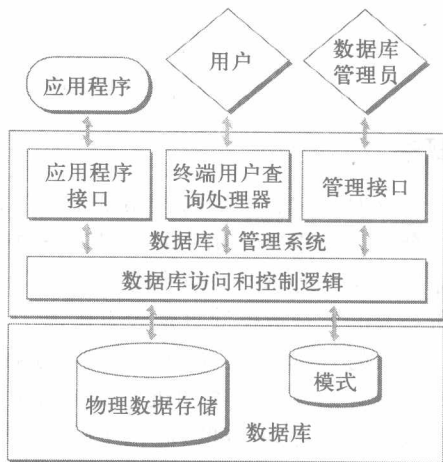 应用程序
用户
数据库
管理员
应用程序
接口
终端用户查
询处理器
管理接口
数据库
管理系统
数据库访问和控制逻辑
物理数据存储
模式
数据库